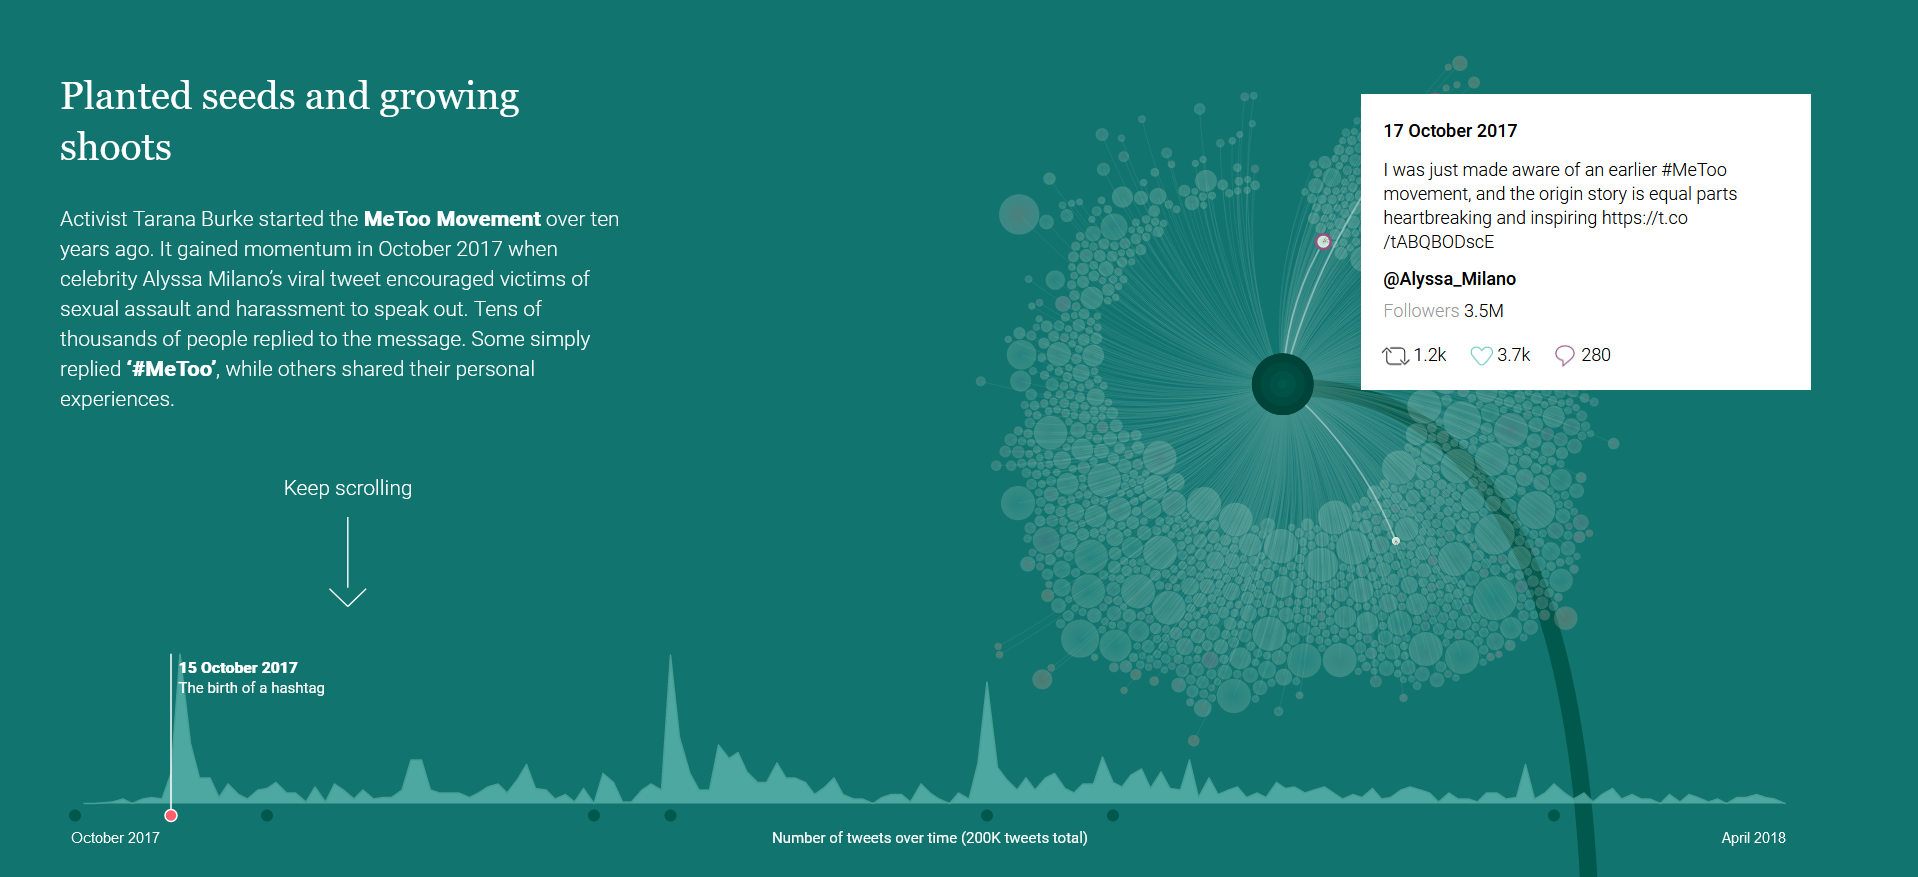 Planted seeds and growing
shoots
Activist Tarana Burke started the MeToo Movement over ten
years ago. It gained momentum in October 2017 when
celebrity Alyssa Milano’s viral tweet encouraged victims of
sexual assault and harassment to speak out. Tens of
thousands of people replied to the message. Some simply
replied ‘#MeToo’, while others shared their personal
experiences.
Keep scrolling
17 October 2017
I was just made aware of an earlier #MeToo
movement, and the origin story is equal parts
heartbreaking and inspiring https://t.co
/tABQBODscE
@Alyssa_Milano
Followers 3.5M
1.2k 3.7k 280
15 October 2017
The birth of a hashtag
October 2017
Number of tweets over time (200K tweets total)
April 2018